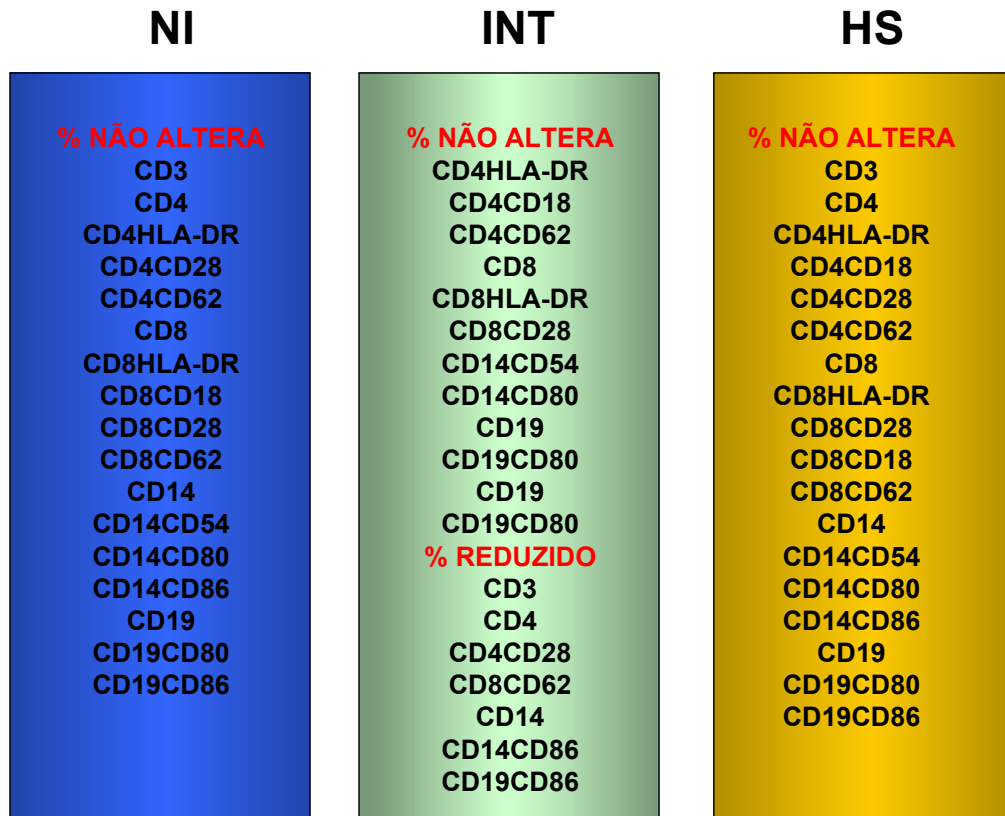 NI
% NÃO ALTERA
CD3
CD4
CD4HLA-DR
CD4CD28
CD4CD62
CD8
CD8HLA-DR
CD8CD18
CD8CD28
CD8CD62
CD14
CD14CD54
CD14CD80
CD14CD86
CD19
CD19CD80
CD19CD86
INT
% NÃO ALTERA
CD4HLA-DR
CD4CD18
CD4CD62
CD8
CD8HLA-DR
CD8CD28
CD14CD54
CD14CD80
CD19
CD19CD80
CD19
CD19CD80
% REDUZIDO
CD3
CD4
CD4CD28
CD8CD62
CD14
CD14CD86
CD19CD86
HS
% NÃO ALTERA
CD3
CD4
CD4HLA-DR
CD4CD18
CD4CD28
CD4CD62
CD8
CD8HLA-DR
CD8CD28
CD8CD18
CD8CD62
CD14
CD14CD54
CD14CD80
CD14CD86
CD19
CD19CD80
CD19CD86